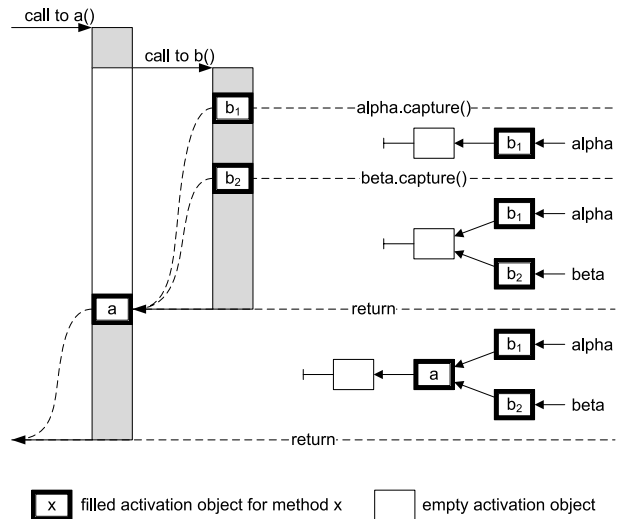 call to a()
call to b()
b1
alpha.capture()
b1 alpha
b2
beta.capture()
b1 alpha
b2 beta
a
return
b1 alpha
a
b2 beta
return
x filled activation object for method x
empty activation object